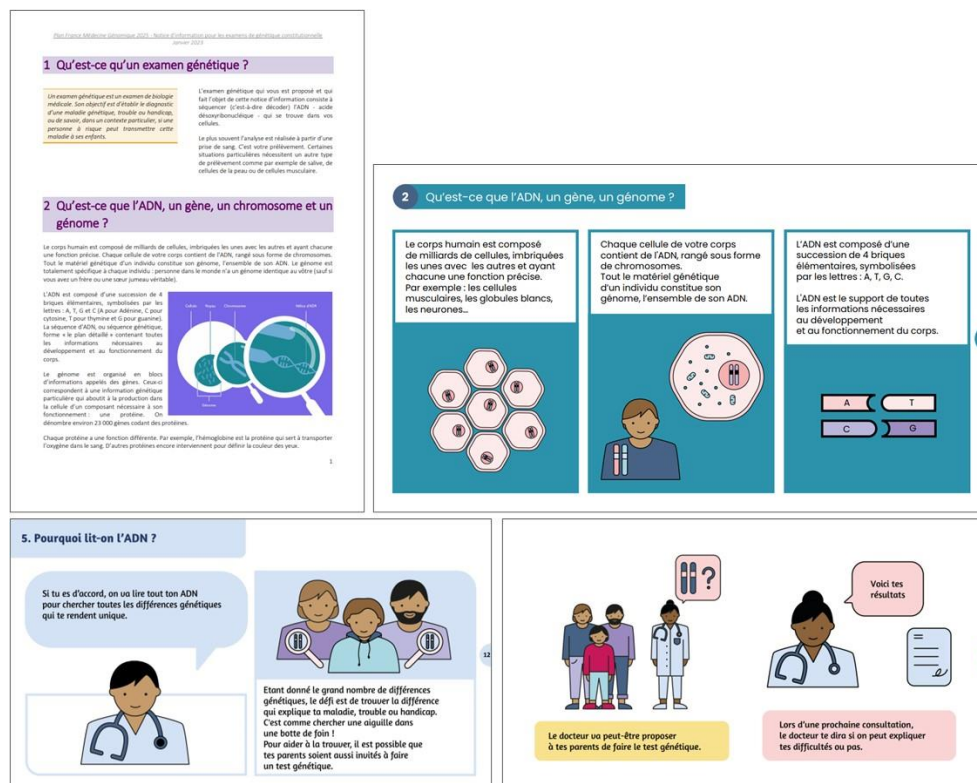 Plan France Médecine Génomique 2025 - Notice d'information pour les examens de génétique constitutionnelle
Janvier 2023
1 Qu'est-ce qu'un examen génétique ?
Un examen génétique est un examen de biologie
médicale. Son objectif est d'établir le diagnostic
d'une maladie génétique, trouble ou handicap,
ou de savoir, dans un contexte particulier, si une
personne à risque peut transmettre cette
maladie à ses enfants.
L'examen génétique qui vous est proposé et qui
fait l'objet de cette notice d'information consiste à
séquencer (c'est-à-dire décoder) l'ADN - acide
désoxyribonucléique - qui se trouve dans vos
cellules.
Le plus souvent l'analyse est réalisée à partir d'une
prise de sang. C'est votre prélèvement. Certaines
situations particulières nécessitent un autre type
de prélèvement comme par exemple de salive, de
cellules de la peau ou de cellules musculaire.
2 Qu'est-ce que l'ADN, un gène, un chromosome et un
génome ?
Le corps humain est composé de milliards de cellules, imbriquées les unes avec les autres et ayant chacune
une fonction précise. Chaque cellule de votre corps contient de l'ADN, rangé sous forme de chromosomes.
Tout le matériel génétique d'un individu constitue son génome, l'ensemble de son ADN. Le génome est
totalement spécifique à chaque individu : personne dans le monde n'a un génome identique au vôtre (sauf si
vous avez un frère ou une sœur jumeau véritable).
L'ADN est composé d'une succession de 4
briques élémentaires, symbolisées par les
lettres : A, T, G et C (A pour Adénine, C pour
cytosine, T pour thymine et G pour guanine).
La séquence d'ADN, ou séquence génétique,
forme « le plan détaillé » contenant toutes
les informations nécessaires au
développement et au fonctionnement du
corps.
Le génome est organisé en blocs
d'informations appelés des gènes. Ceux-ci
correspondent à une information génétique
particulière qui aboutit à la production dans
la cellule d'un composant nécessaire à son
fonctionnement : une protéine. On
dénombre environ 23 000 gènes codant des protéines.
Cellule Noyau Chromosome Hélice d'ADN
Génome
Chaque protéine a une fonction différente. Par exemple, l'hémoglobine est la protéine qui sert à transporter
l'oxygène dans le sang. D'autres protéines encore interviennent pour définir la couleur des yeux.
1
2 Qu'est-ce que l'ADN, un gène, un génome ?
Le corps humain est composé
de milliards de cellules, imbriquées
les unes avec les autres et ayant
chacune une fonction précise.
Par exemple : les cellules
musculaires, les globules blancs,
les neurones...
Chaque cellule de votre corps
contient de l'ADN, rangé sous forme
de chromosomes.
Tout le matériel génétique
d'un individu constitue son
génome, l'ensemble de son ADN.
L'ADN est composé d'une
succession de 4 briques
élémentaires, symbolisées
par les lettres : A, T, G, C.
L'ADN est le support de toutes
les informations nécessaires
au développement
et au fonctionnement du corps.
A T
C G
5. Pourquoi lit-on l'ADN ?
Si tu es d'accord, on va lire tout ton ADN
pour chercher toutes les différences génétiques
qui te rendent unique.
12
Etant donné le grand nombre de différences
génétiques, le défi est de trouver la différence
qui explique ta maladie, trouble ou handicap.
C'est comme chercher une aiguille dans
une botte de foin !
Pour aider à la trouver, il est possible que
tes parents soient aussi invités à faire
un test génétique.
?
Le docteur va peut-être proposer
à tes parents de faire le test génétique.
Voici tes
résultats
Lors d'une prochaine consultation,
le docteur te dira si on peut expliquer
tes difficultés ou pas.